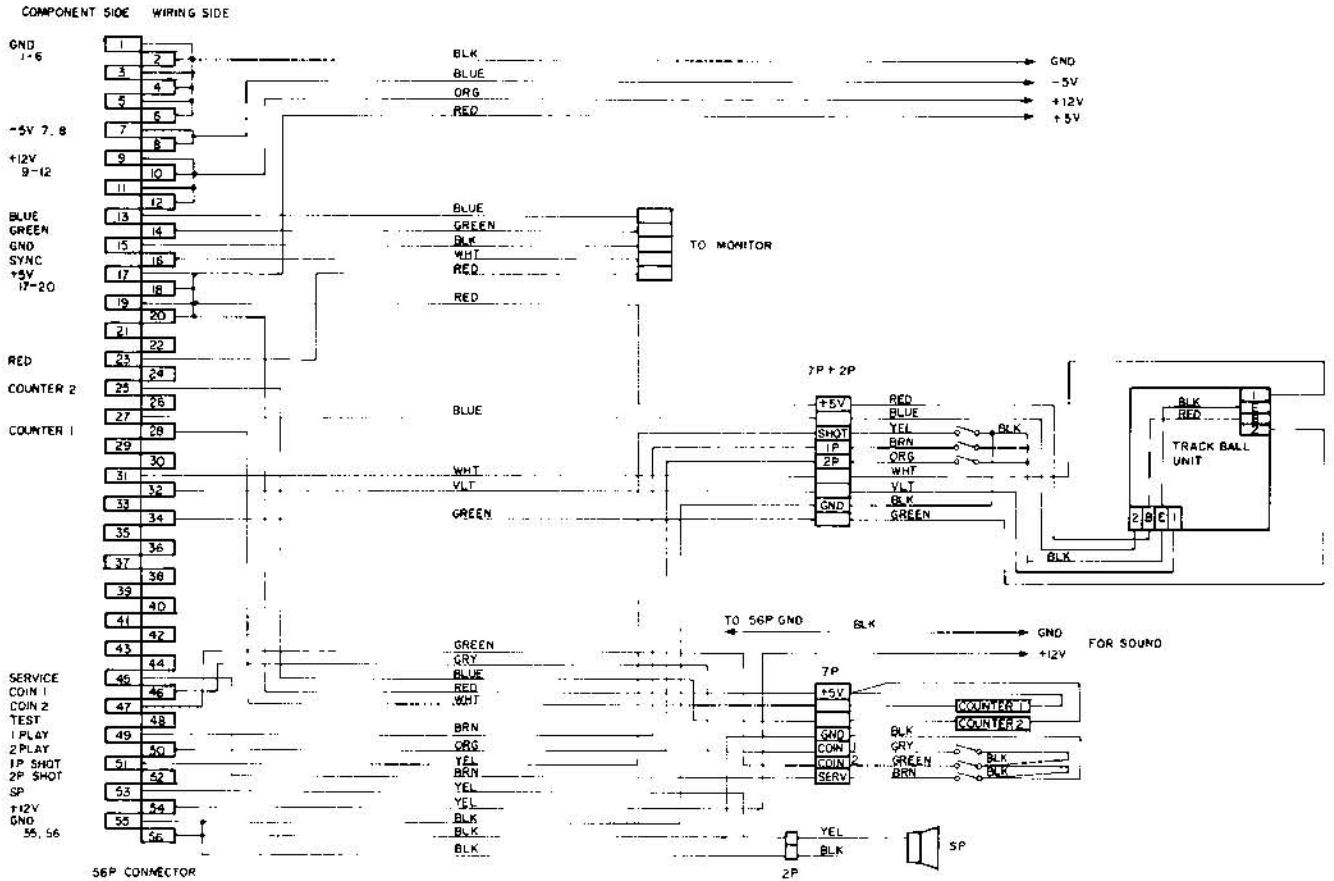 COMPONENT SIDE WIRING SIDE
GND
1-6
-5V 7, 8
+12V
9-12
BLUE
GREEN
GND
SYNC
+5V
17-20
RED
COUNTER 2
COUNTER 1
SERVICE
COIN 1
COIN 2
TEST
1 PLAY
2 PLAY
1P SHOT
2P SHOT
SP
+12V
GND
55, 56
1
2
3
4
5
6
7
8
9
10
11
12
13
14
15
16
17
18
19
20
21
22
23
24
25
26
27
28
29
30
31
32
33
34
35
36
37
38
39
40
41
42
43
44
45
46
47
48
49
50
51
52
53
54
55
56
56P CONNECTOR
BLK
BLUE
ORG
RED
GND
-5V
+12V
+5V
BLUE
GREEN
BLK
WHT
RED
TO MONITOR
RED
BLUE
WHT
VLT
GREEN
7P + 2P
+5V
SHOT
1P
2P
GND
RED
BLUE
YEL
BRN
ORG
WHT
VLT
BLK
GREEN
BLK
BLK
RED
1
E
B
2
TRACK BALL
UNIT
2 B E 1
BLK
TO 56P GND BLK
GND
+12V
FOR SOUND
GREEN
GRY
BLUE
RED
WHT
BRN
ORG
YEL
BRN
YEL
YEL
BLK
BLK
BLK
7P
+5V
GND
COIN 1
COIN 2
SERV
COUNTER 1
COUNTER 2
BLK
GRY
GREEN
BRN
BLK
BLK
YEL
BLK
2P
SP